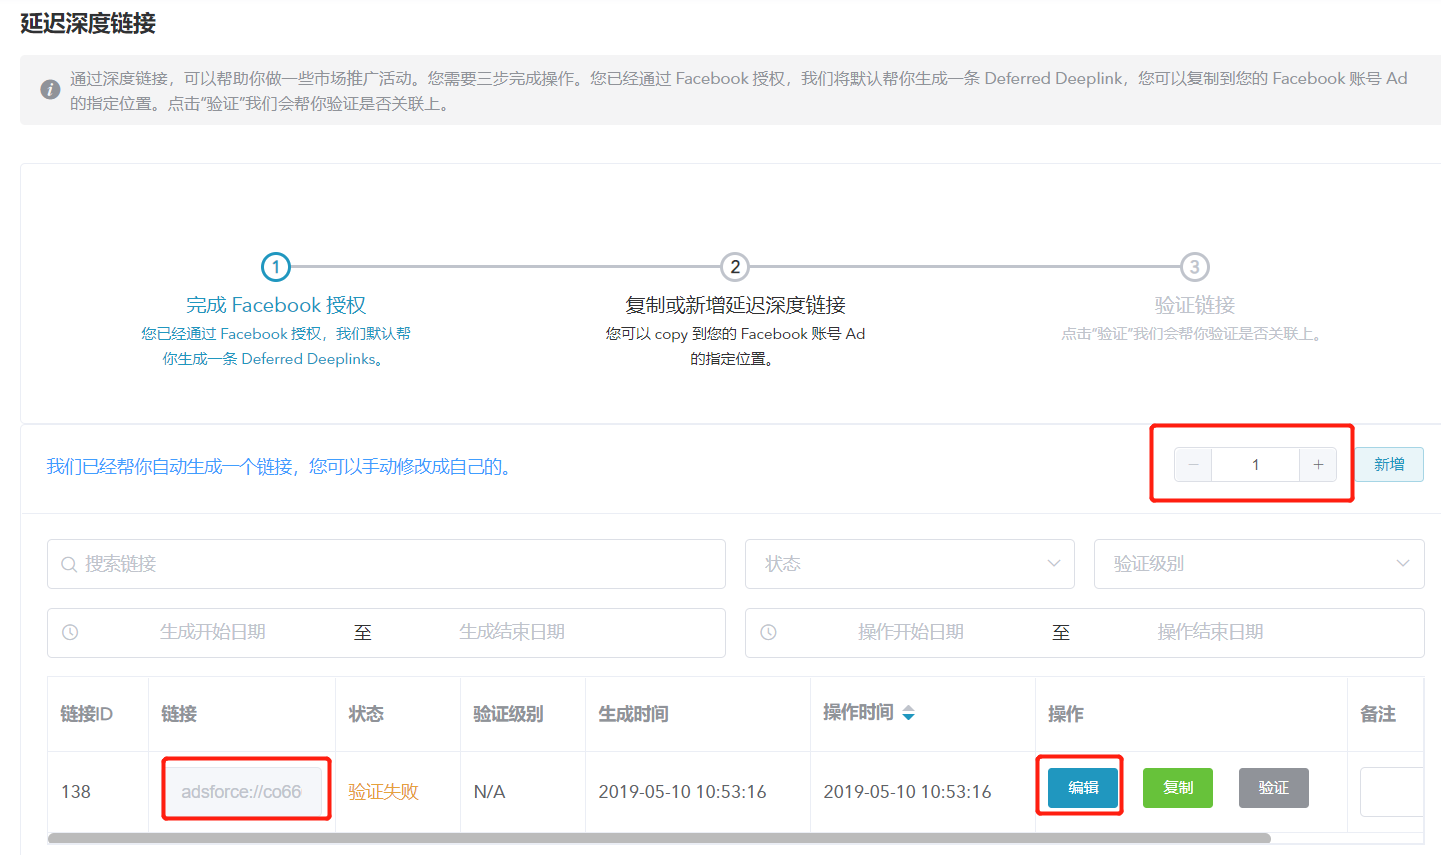 延迟深度链接
通过深度链接，可以帮助你做一些市场推广活动。您需要三步完成操作。您已经通过 Facebook 授权，我们将默认帮你生成一条 Deferred Deeplink，您可以复制到您的 Facebook 账号 Ad
的指定位置。点击“验证”我们会帮你验证是否关联上。
1
2
3
完成 Facebook 授权
复制或新增延迟深度链接
验证链接
您已经通过 Facebook 授权，我们默认帮
你生成一条 Deferred Deeplinks。
您可以 copy 到您的 Facebook 账号 Ad
的指定位置。
点击“验证”我们会帮你验证是否关联上。
我们已经帮你自动生成一个链接，您可以手动修改成自己的。
− 1 + 新增
搜索链接 状态 验证级别
生成开始日期 至 生成结束日期 操作开始日期 至 操作结束日期
链接ID 链接 状态 验证级别 生成时间 操作时间 操作 备注
138 adsforce://co66 验证失败 N/A 2019-05-10 10:53:16 2019-05-10 10:53:16 编辑 复制 验证